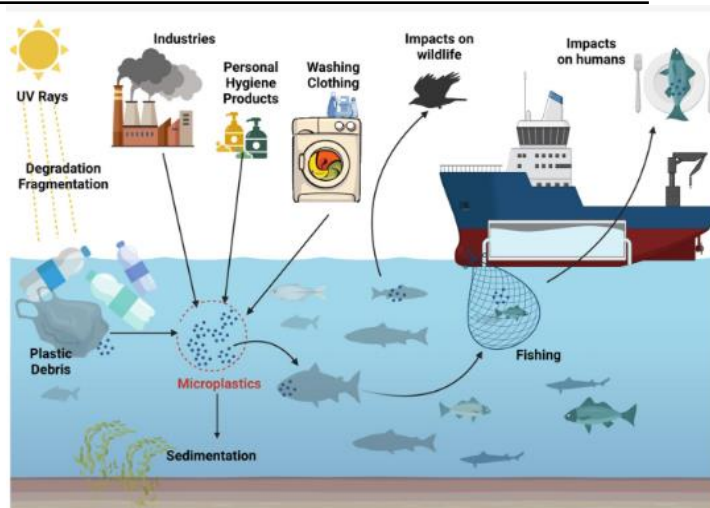 Industries
Personal
Hygiene
Products
Washing
Clothing
Impacts on
wildlife
Impacts
on humans
UV Rays
Degradation
Fragmentation
Plastic
Debris
Microplastics
Fishing
Sedimentation